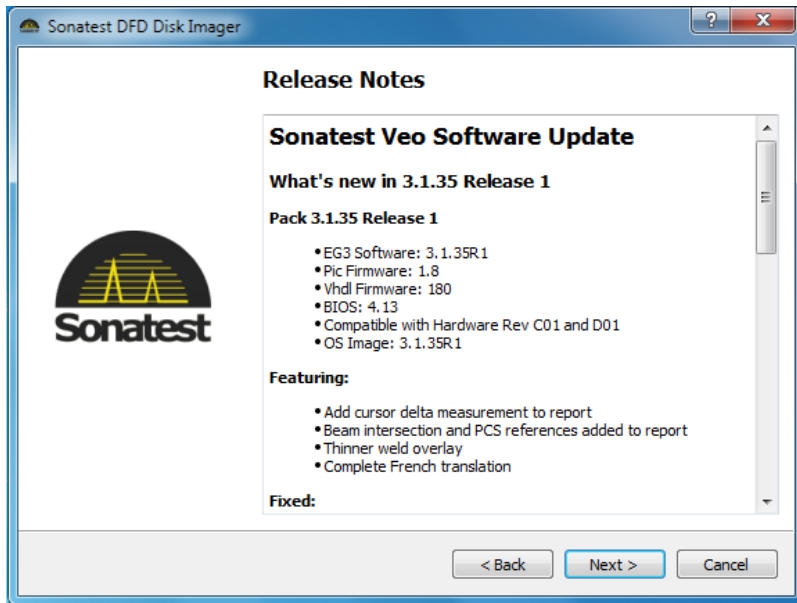 Sonatest DFD Disk Imager
Release Notes
Sonatest Veo Software Update
What's new in 3.1.35 Release 1
Pack 3.1.35 Release 1
• EG3 Software: 3.1.35R1
• Pic Firmware: 1.8
• Vhdl Firmware: 180
• BIOS: 4.13
• Compatible with Hardware Rev C01 and D01
• OS Image: 3.1.35R1
Featuring:
• Add cursor delta measurement to report
• Beam intersection and PCS references added to report
• Thinner weld overlay
• Complete French translation
Fixed:
Sonatest
< Back
Next >
Cancel